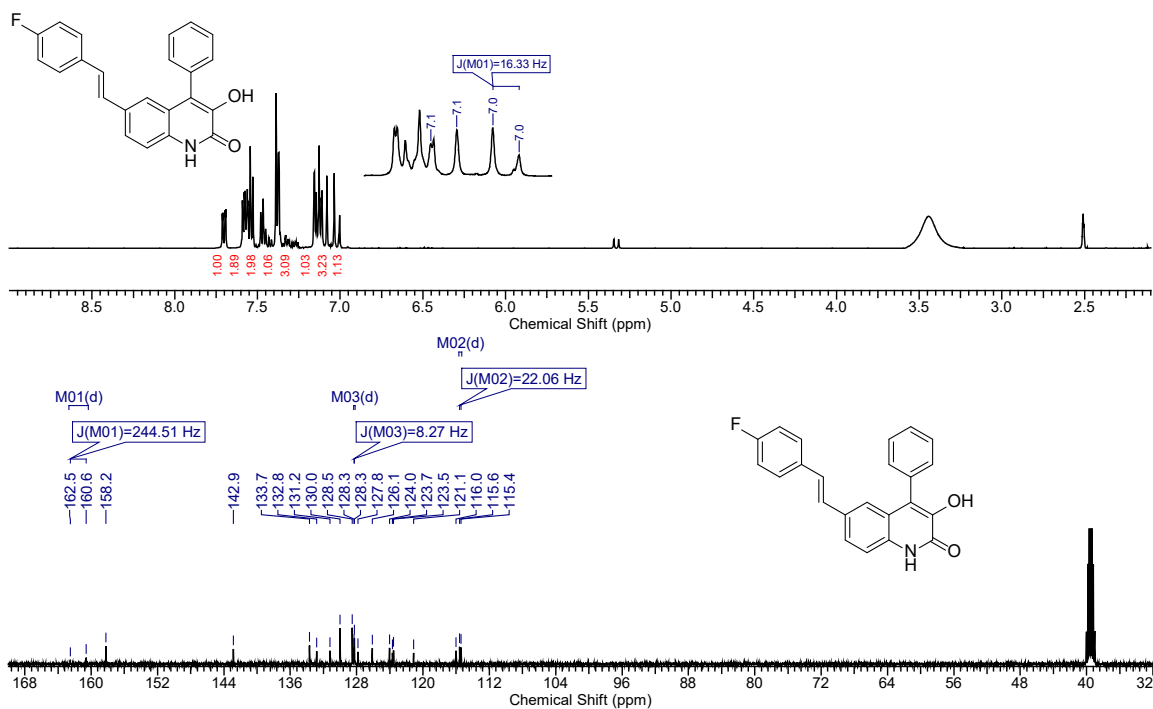 F
OH
N
H
O
J(M01)=16.33 Hz
7.1
7.1
7.0
7.0
1.00
1.89
1.98
1.06
3.09
1.03
3.23
1.13
8.5 8.0 7.5 7.0 6.5 6.0 5.5 5.0 4.5 4.0 3.5 3.0 2.5
Chemical Shift (ppm)
M02(d)
J(M02)=22.06 Hz
M01(d) M03(d)
J(M01)=244.51 Hz J(M03)=8.27 Hz
162.5
160.6
158.2
142.9
133.7
132.8
131.2
130.0
128.5
128.3
128.3
127.8
126.1
124.0
123.7
123.5
121.1
116.0
115.6
115.4
F
OH
N
H
O
168 160 152 144 136 128 120 112 104 96 88 80 72 64 56 48 40 32
Chemical Shift (ppm)